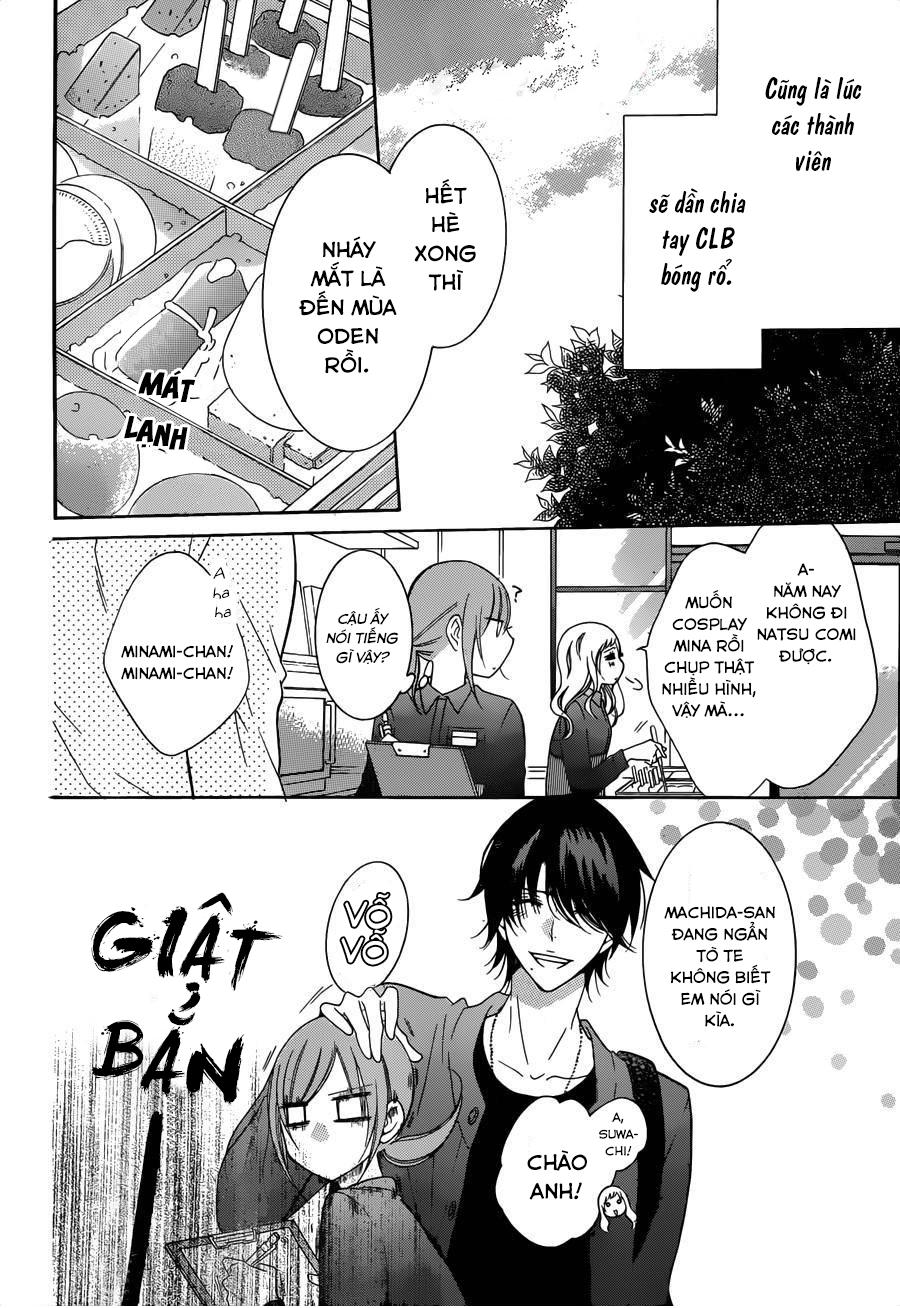 Cũng là lúc
các thành
viên
sẽ dần chia
tay CLB
bóng rổ.
HẾT
HÈ
XONG
THÌ
NHÁY
MẮT LÀ
ĐẾN MÙA
ODEN
RỒI.
MÁT
LẠNH
A-
NĂM NAY
KHÔNG ĐI
NATSU COMI
ĐƯỢC.
MUỐN
COSPLAY
MINA RỒI
CHỤP THẬT
NHIỀU HÌNH,
VẬY MÀ...
?
CẬU ẤY
NÓI TIẾNG
GÌ VẬY?
A
ha
ha
MINAMI-CHAN!
MINAMI-CHAN!
MACHIDA-SAN
ĐANG NGẨN
TÒ TE
KHÔNG BIẾT
EM NÓI GÌ
KÌA.
VỖ
VỖ
GIẬT
BẮN
A,
SUWA-
CHI!
CHÀO
ANH!